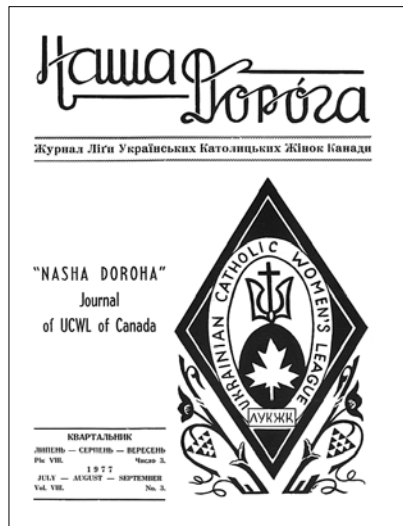 Наша
Дорога
Журнал Ліґи Українських Католицьких Жінок Канади
"NASHA DOROHA"
Journal
of UCWL of Canada
UKRAINIAN CATHOLIC WOMEN'S LEAGUE
ЛУКЖК
КВАРТАЛЬНИК
ЛИПЕНЬ — СЕРПЕНЬ — ВЕРЕСЕНЬ
Рік VIII. Число 3.
1977
JULY — AUGUST — SEPTEMBER
Vol. VIII. No. 3.